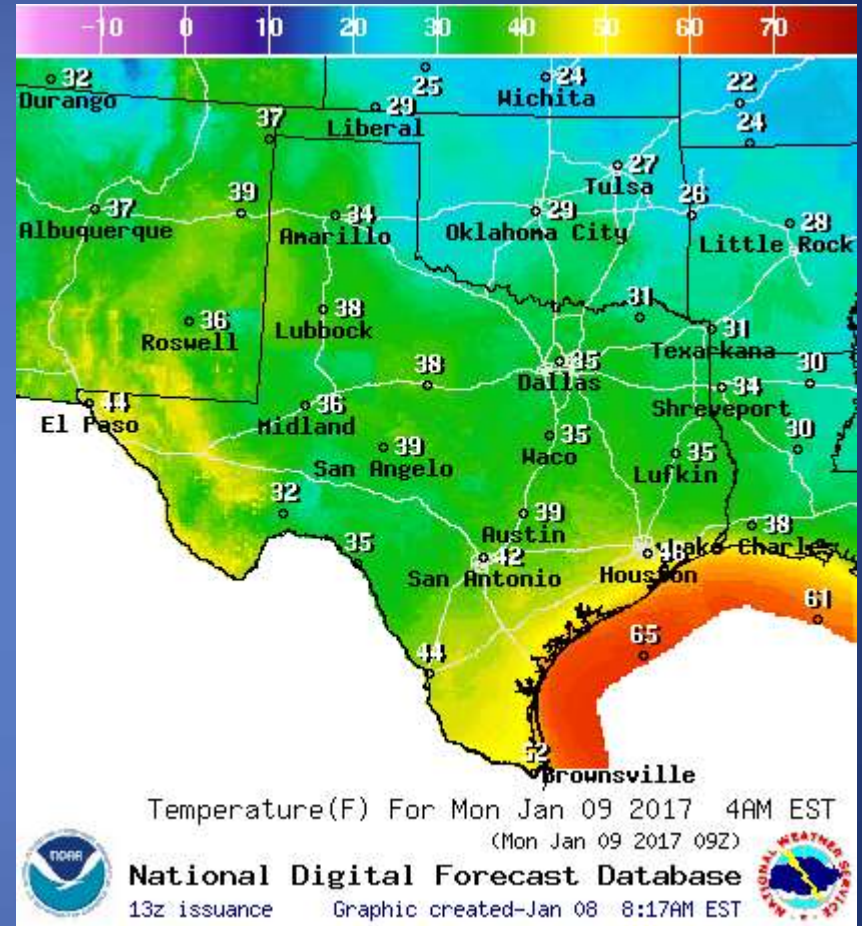 -10 0 10 20 30 40 50 60 70
32
Durango
25
24
Wichita
22
29
Liberal
24
37
27
Tulsa
37
Albuquerque
39
34
Amarillo
29
Oklahoma City
26
28
Little Rock
36
Roswell
38
Lubbock
31
31
Texarkana
35
Dallas
38
34
Shreveport
30
44
El Paso
36
Midland
39
San Angelo
35
Waco
35
Lufkin
30
32
39
Austin
38
Lake Charles
35
42
San Antonio
Houston
61
65
44
52
Brownsville
Temperature(F) For Mon Jan 09 2017 4AM EST
(Mon Jan 09 2017 09Z)
NOAA
National Digital Forecast Database
13z issuance Graphic created-Jan 08 8:17AM EST
NATIONAL WEATHER SERVICE